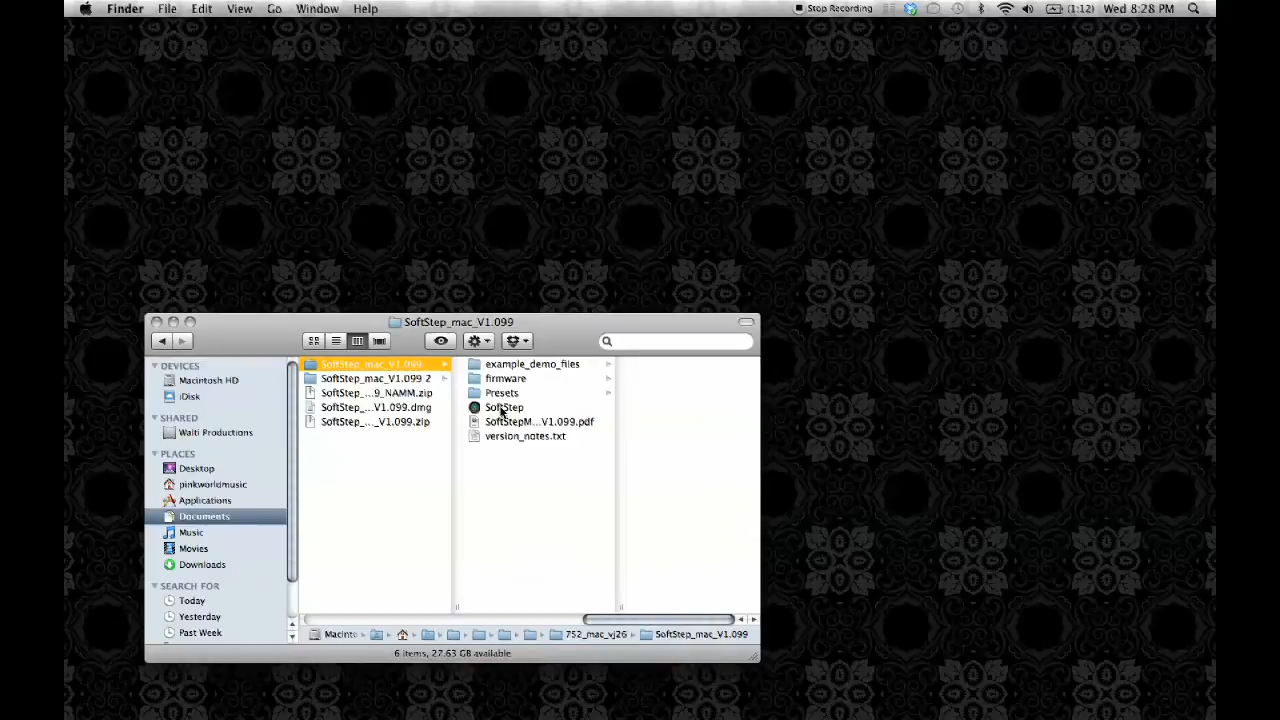 Finder File Edit View Go Window Help Stop Recording (1:12) Wed 8:28 PM
SoftStep_mac_V1.099
DEVICES
Macintosh HD
iDisk
SHARED
Walti Productions
PLACES
Desktop
pinkworldmusic
Applications
Documents
Music
Movies
Downloads
SEARCH FOR
Today
Yesterday
Past Week
SoftStep_mac_V1.099
SoftStep_mac_V1.099 2
SoftStep_...9_NAMM.zip
SoftStep_...V1.099.dmg
SoftStep_..._V1.099.zip
example_demo_files
firmware
Presets
SoftStep
SoftStepM...V1.099.pdf
version_notes.txt
Macinto 752_mac_vj26 SoftStep_mac_V1.099
6 items, 27.63 GB available